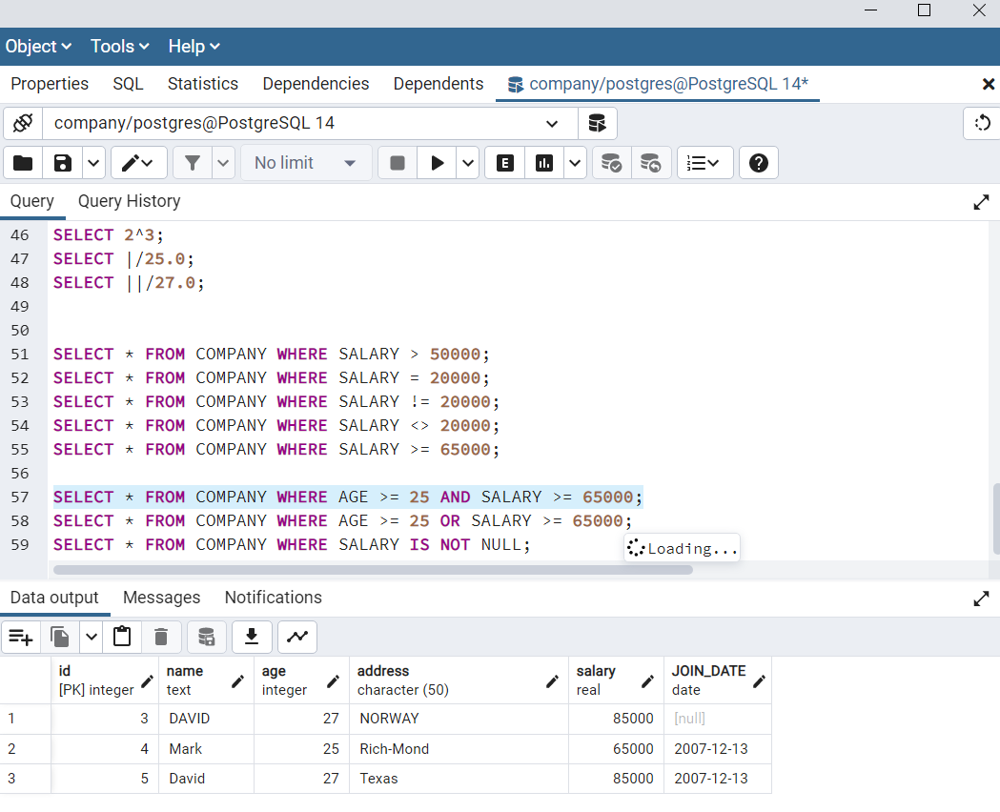 Object Tools Help
Properties SQL Statistics Dependencies Dependents company/postgres@PostgreSQL 14*
company/postgres@PostgreSQL 14
No limit E
Query Query History
46 SELECT 2^3;
47 SELECT |/25.0;
48 SELECT ||/27.0;
49
50
51 SELECT * FROM COMPANY WHERE SALARY > 50000;
52 SELECT * FROM COMPANY WHERE SALARY = 20000;
53 SELECT * FROM COMPANY WHERE SALARY != 20000;
54 SELECT * FROM COMPANY WHERE SALARY <> 20000;
55 SELECT * FROM COMPANY WHERE SALARY >= 65000;
56
57 SELECT * FROM COMPANY WHERE AGE >= 25 AND SALARY >= 65000;
58 SELECT * FROM COMPANY WHERE AGE >= 25 OR SALARY >= 65000;
59 SELECT * FROM COMPANY WHERE SALARY IS NOT NULL;
Loading...
Data output Messages Notifications
id name age address salary JOIN_DATE
[PK] integer text integer character (50) real date
1 3 DAVID 27 NORWAY 85000 [null]
2 4 Mark 25 Rich-Mond 65000 2007-12-13
3 5 David 27 Texas 85000 2007-12-13